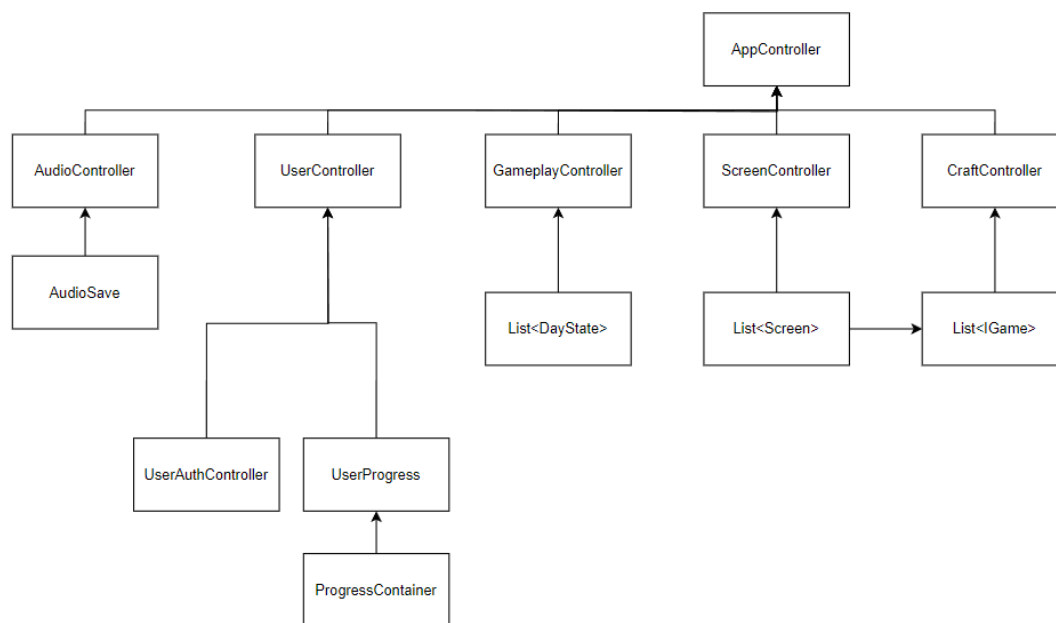 AppController
AudioController
UserController
GameplayController
ScreenController
CraftController
AudioSave
List<DayState>
List<Screen>
List<IGame>
UserAuthController
UserProgress
ProgressContainer